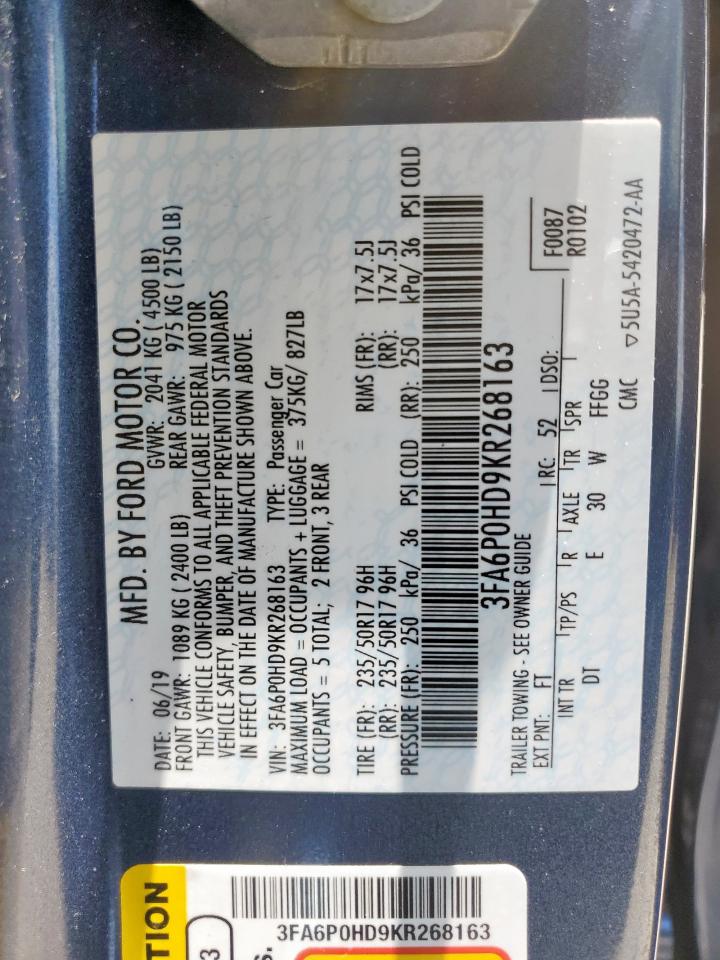 MFD. BY FORD MOTOR CO.
DATE: 06/19 GVWR: 2041 KG ( 4500 LB)
FRONT GAWR: 1089 KG ( 2400 LB) REAR GAWR: 975 KG ( 2150 LB)
THIS VEHICLE CONFORMS TO ALL APPLICABLE FEDERAL MOTOR
VEHICLE SAFETY, BUMPER, AND THEFT PREVENTION STANDARDS
IN EFFECT ON THE DATE OF MANUFACTURE SHOWN ABOVE.
VIN: 3FA6P0HD9KR268163 TYPE: Passenger Car
MAXIMUM LOAD = OCCUPANTS + LUGGAGE = 375KG/ 827LB
OCCUPANTS = 5 TOTAL; 2 FRONT, 3 REAR
TIRE (FR): 235/50R17 96H RIMS (FR): 17x7.5J
(RR): 235/50R17 96H (RR): 17x7.5J
PRESSURE (FR): 250 kPa/ 36 PSI COLD (RR): 250 kPa/ 36 PSI COLD
3FA6P0HD9KR268163
TRAILER TOWING - SEE OWNER GUIDE F0087
EXT PNT: FT RC: 52 DSO: R0102
INT TR TP/PS R AXLE TR SPR
DT E 30 W FFGG
CMC ▽5U5A-5420472-AA
TION
3
3FA6P0HD9KR268163
s.